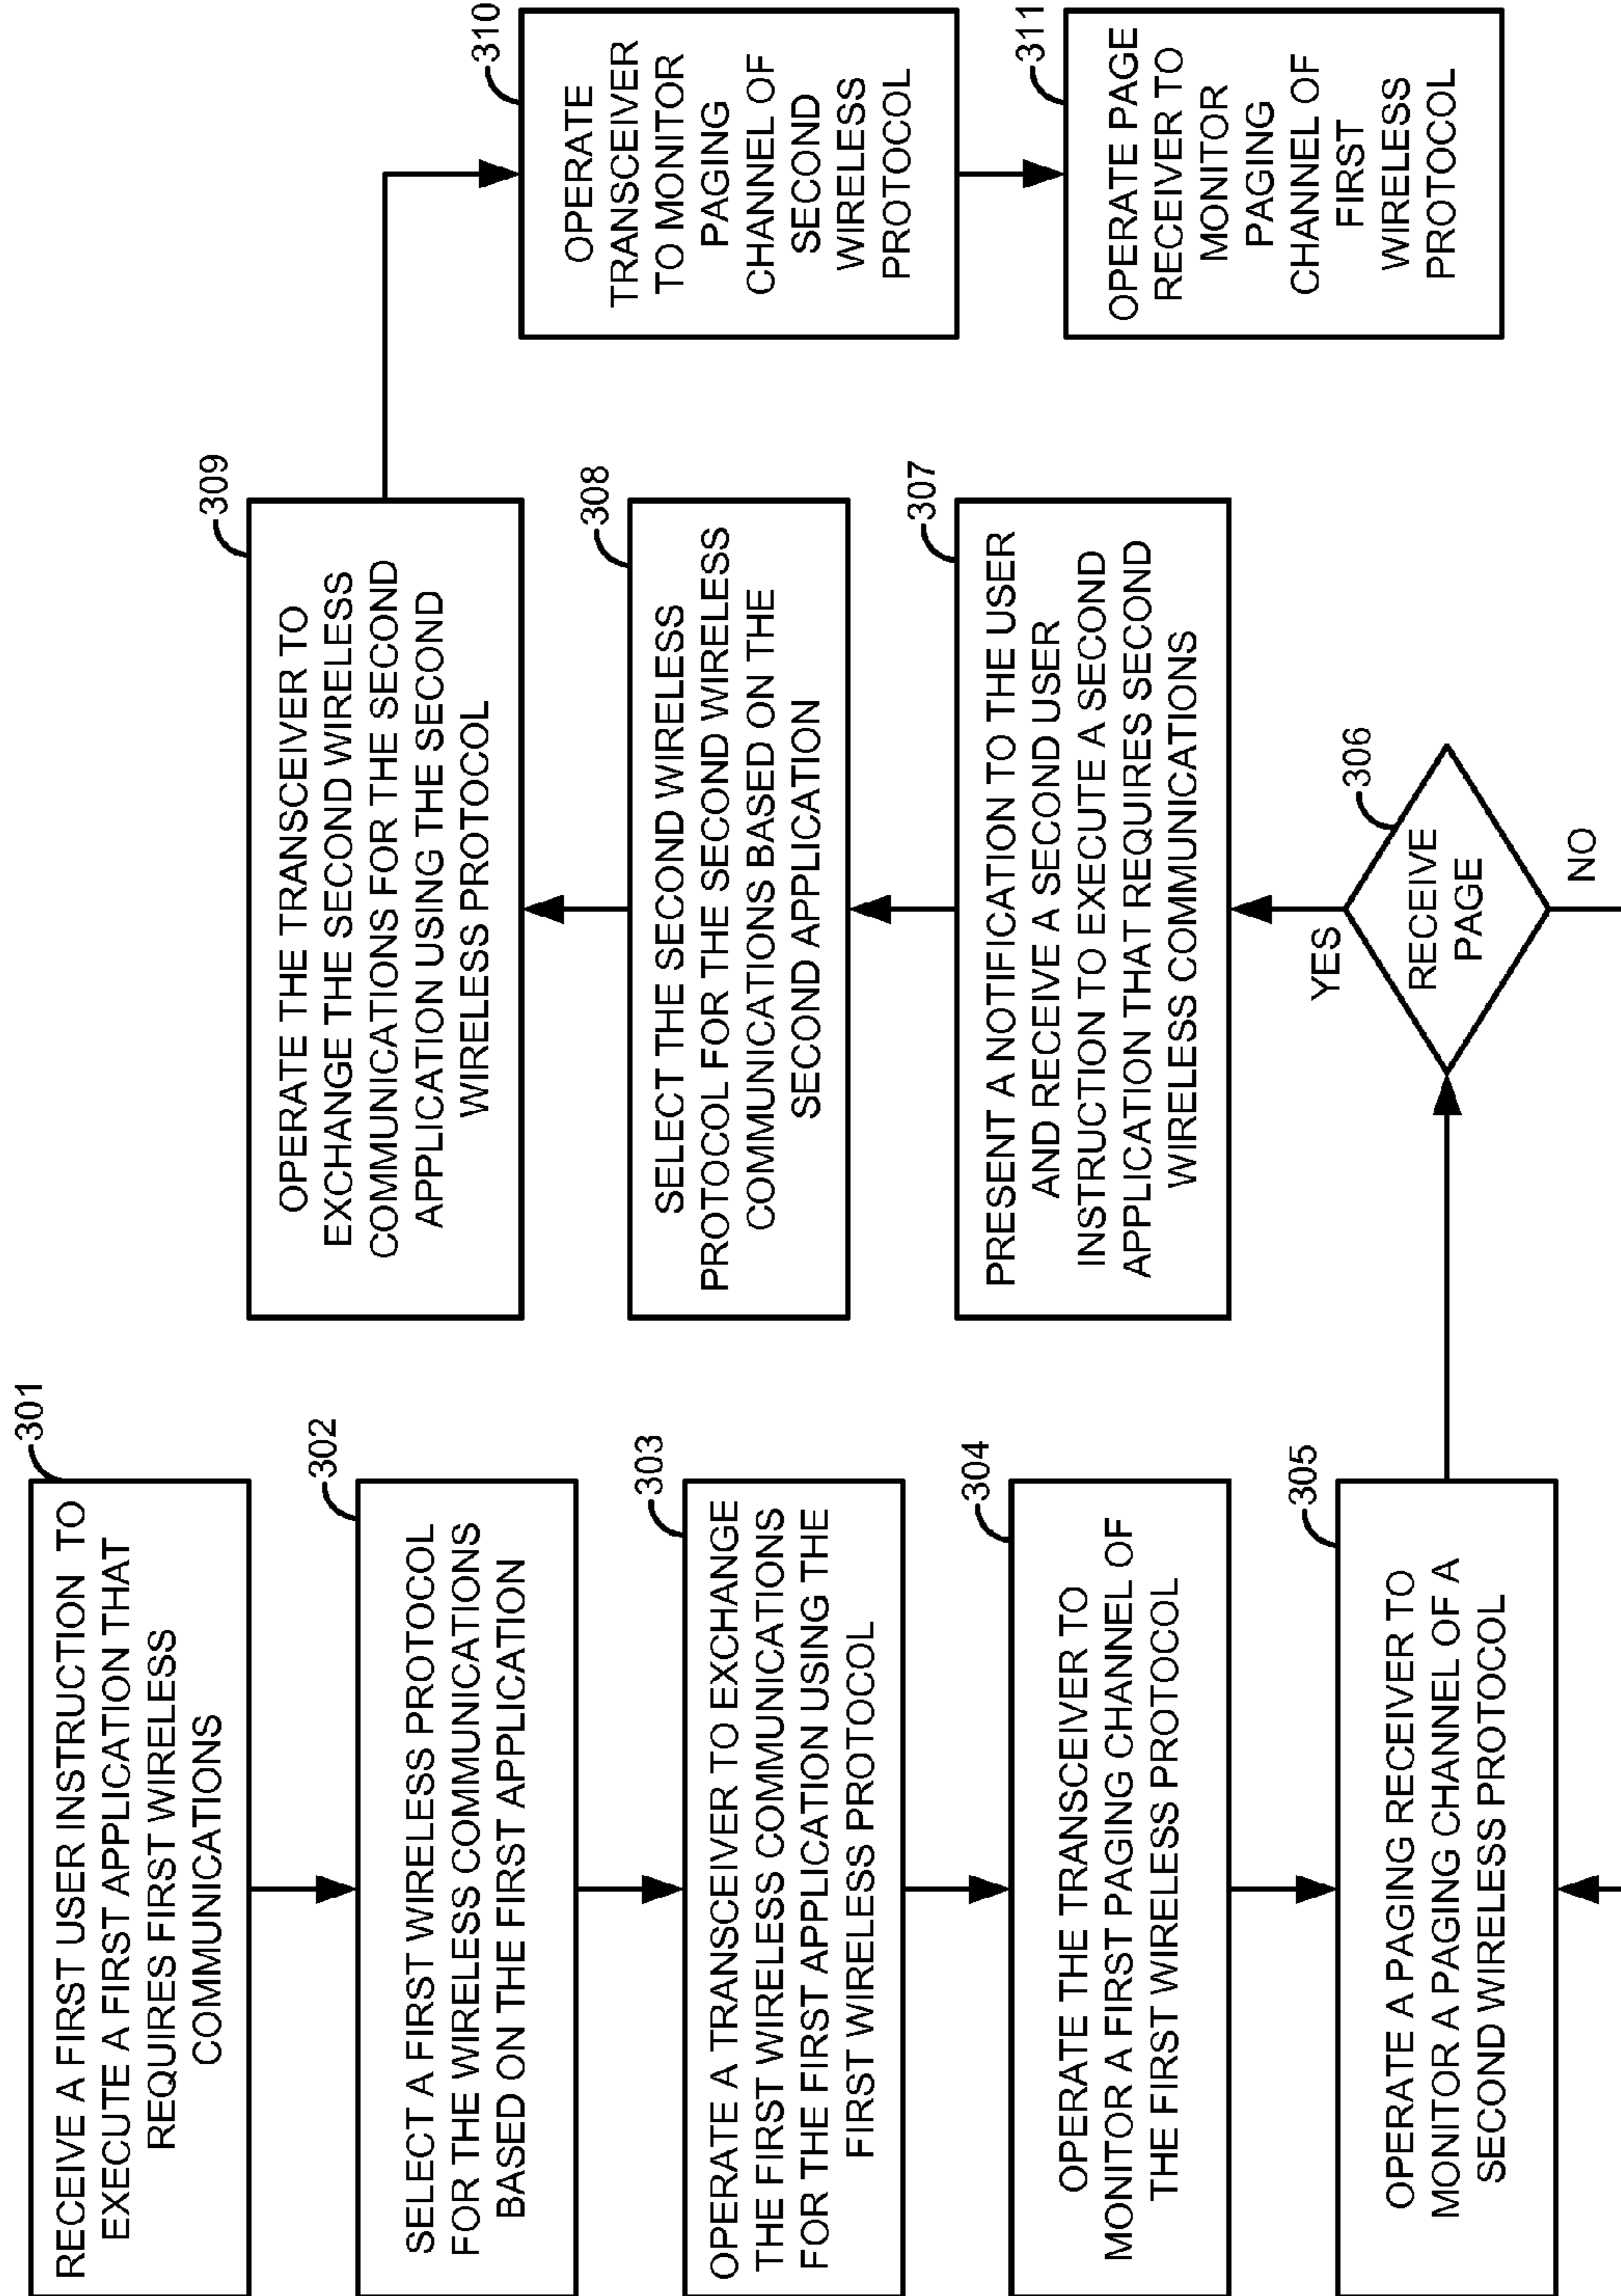 301
RECEIVE A FIRST USER INSTRUCTION TO
EXECUTE A FIRST APPLICATION THAT
REQUIRES FIRST WIRELESS
COMMUNICATIONS
302
SELECT A FIRST WIRELESS PROTOCOL
FOR THE WIRELESS COMMUNICATIONS
BASED ON THE FIRST APPLICATION
303
OPERATE A TRANSCEIVER TO EXCHANGE
THE FIRST WIRELESS COMMUNICATIONS
FOR THE FIRST APPLICATION USING THE
FIRST WIRELESS PROTOCOL
304
OPERATE THE TRANSCEIVER TO
MONITOR A FIRST PAGING CHANNEL OF
THE FIRST WIRELESS PROTOCOL
305
OPERATE A PAGING RECEIVER TO
MONITOR A PAGING CHANNEL OF A
SECOND WIRELESS PROTOCOL
306
RECEIVE
PAGE
YES
NO
307
PRESENT A NOTIFICATION TO THE USER
AND RECEIVE A SECOND USER
INSTRUCTION TO EXECUTE A SECOND
APPLICATION THAT REQUIRES SECOND
WIRELESS COMMUNICATIONS
308
SELECT THE SECOND WIRELESS
PROTOCOL FOR THE SECOND WIRELESS
COMMUNICATIONS BASED ON THE
SECOND APPLICATION
309
OPERATE THE TRANSCEIVER TO
EXCHANGE THE SECOND WIRELESS
COMMUNICATIONS FOR THE SECOND
APPLICATION USING THE SECOND
WIRELESS PROTOCOL
310
OPERATE
TRANSCEIVER
TO MONITOR
PAGING
CHANNEL OF
SECOND
WIRELESS
PROTOCOL
311
OPERATE PAGE
RECEIVER TO
MONITOR
PAGING
CHANNEL OF
FIRST
WIRELESS
PROTOCOL